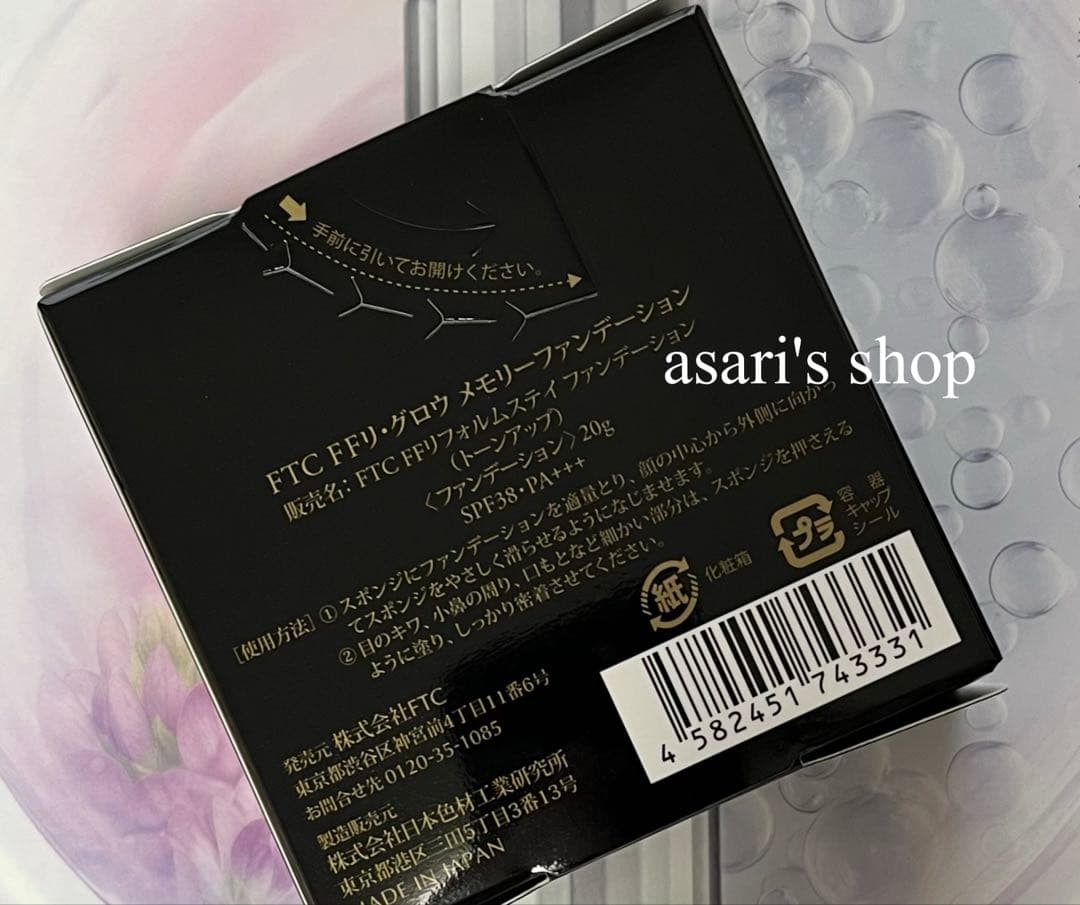 手前に引いてお開けください。
FTC FFリ・グロウ メモリーファンデーション
販売名：FTC FFリフォルムステイ ファンデーション
（トーンアップ）
〈ファンデーション〉20g
SPF38・PA+++
asari's shop
［使用方法］①スポンジにファンデーションを適量とり、顔の中心から外側に向かっ
てスポンジをやさしく滑らせるようになじませます。
②目のキワ、小鼻の周り、口もとなど細かい部分は、スポンジを押さえる
ように塗り、しっかり密着させてください。
紙
化粧箱
プラ
容器
キャップ
シール
4 582451 743331
発売元 株式会社FTC
東京都渋谷区神宮前4丁目11番6号
お問合せ先 0120-35-1085
製造販売元
株式会社日本色材工業研究所
東京都港区三田5丁目3番13号
MADE IN JAPAN